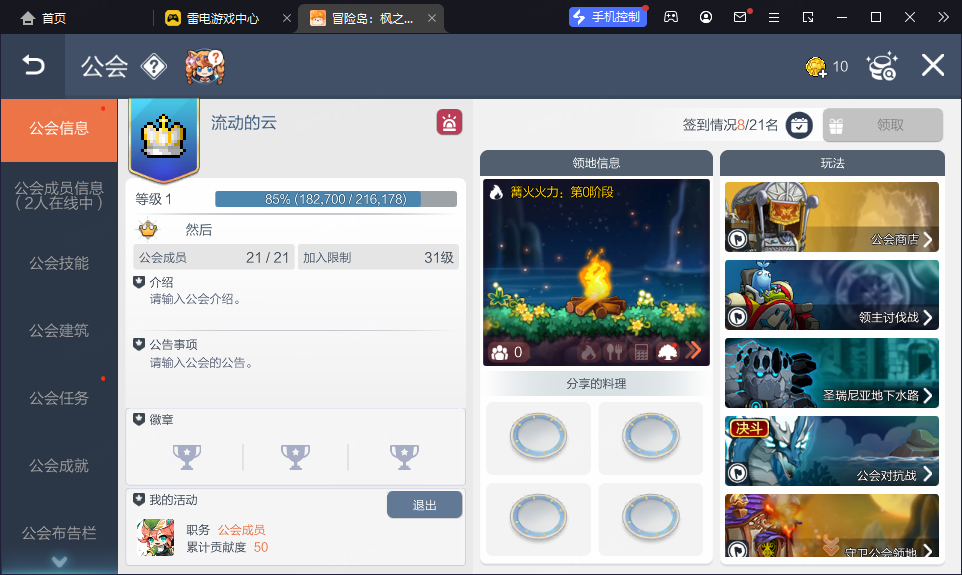 首页
雷电游戏中心
冒险岛：枫之...
手机控制
公会
10
公会信息
公会成员信息
（2人在线中）
公会技能
公会建筑
公会任务
公会成就
公会布告栏
流动的云
等级 1
85% (182,700 / 216,178)
然后
公会成员 21 / 21
加入限制 31级
介绍
请输入公会介绍。
公告事项
请输入公会的公告。
徽章
我的活动
退出
职务 公会成员
累计贡献度 50
签到情况8/21名
领取
领地信息
篝火火力：第0阶段
0
分享的料理
玩法
公会商店
领主讨伐战
圣瑞尼亚地下水路
决斗
公会对抗战
守卫公会领地